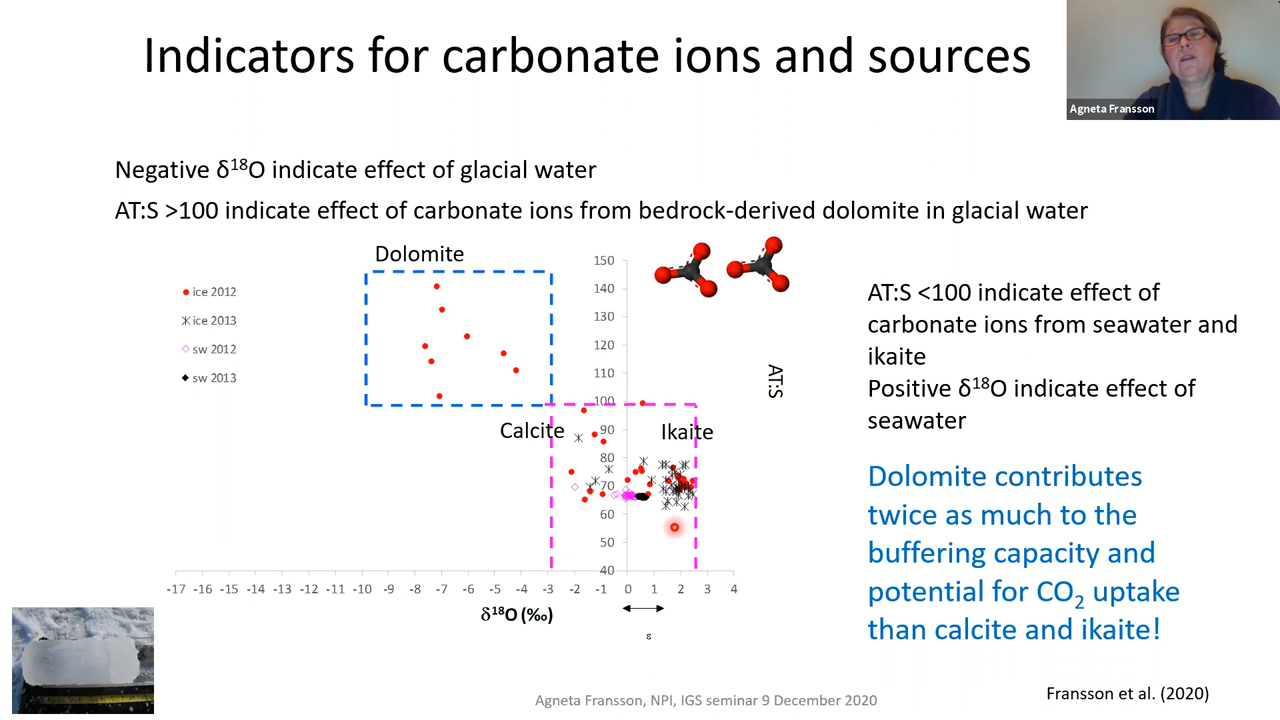 Indicators for carbonate ions and sources
Agneta Fransson
Negative δ¹⁸O indicate effect of glacial water
AT:S >100 indicate effect of carbonate ions from bedrock-derived dolomite in glacial water
Dolomite
ice 2012
ice 2013
sw 2012
sw 2013
150
140
130
120
110
100
90
80
70
60
50
40
AT:S
Calcite
Ikaite
-17 -16 -15 -14 -13 -12 -11 -10 -9 -8 -7 -6 -5 -4 -3 -2 -1 0 1 2 3 4
δ¹⁸O (‰)
ε
AT:S <100 indicate effect of
carbonate ions from seawater and
ikaite
Positive δ¹⁸O indicate effect of
seawater
Dolomite contributes
twice as much to the
buffering capacity and
potential for CO₂ uptake
than calcite and ikaite!
Agneta Fransson, NPI, IGS seminar 9 December 2020
Fransson et al. (2020)